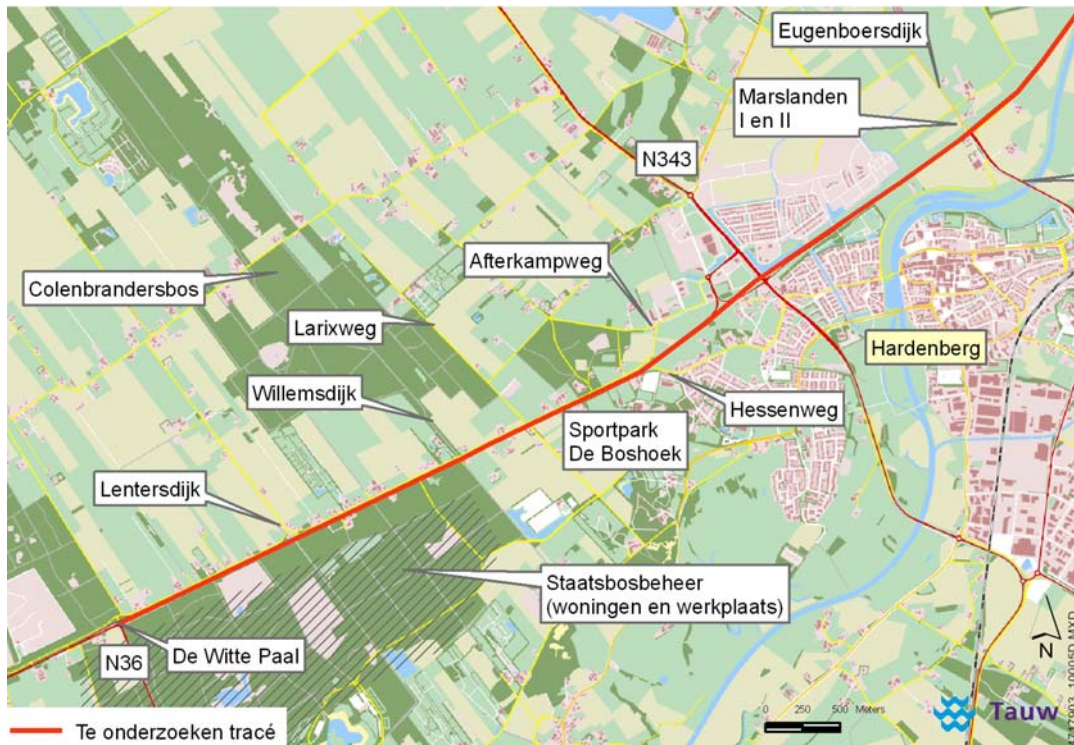 Eugenboersdijk
Marslanden
I en II
N343
Afterkampweg
Colenbrandersbos
Larixweg
Hardenberg
Willemsdijk
Hessenweg
Sportpark
De Boshoek
Lentersdijk
Staatsbosbeheer
(woningen en werkplaats)
De Witte Paal
N36
N
0 250 500 Meters
Tauw
Te onderzoeken tracé